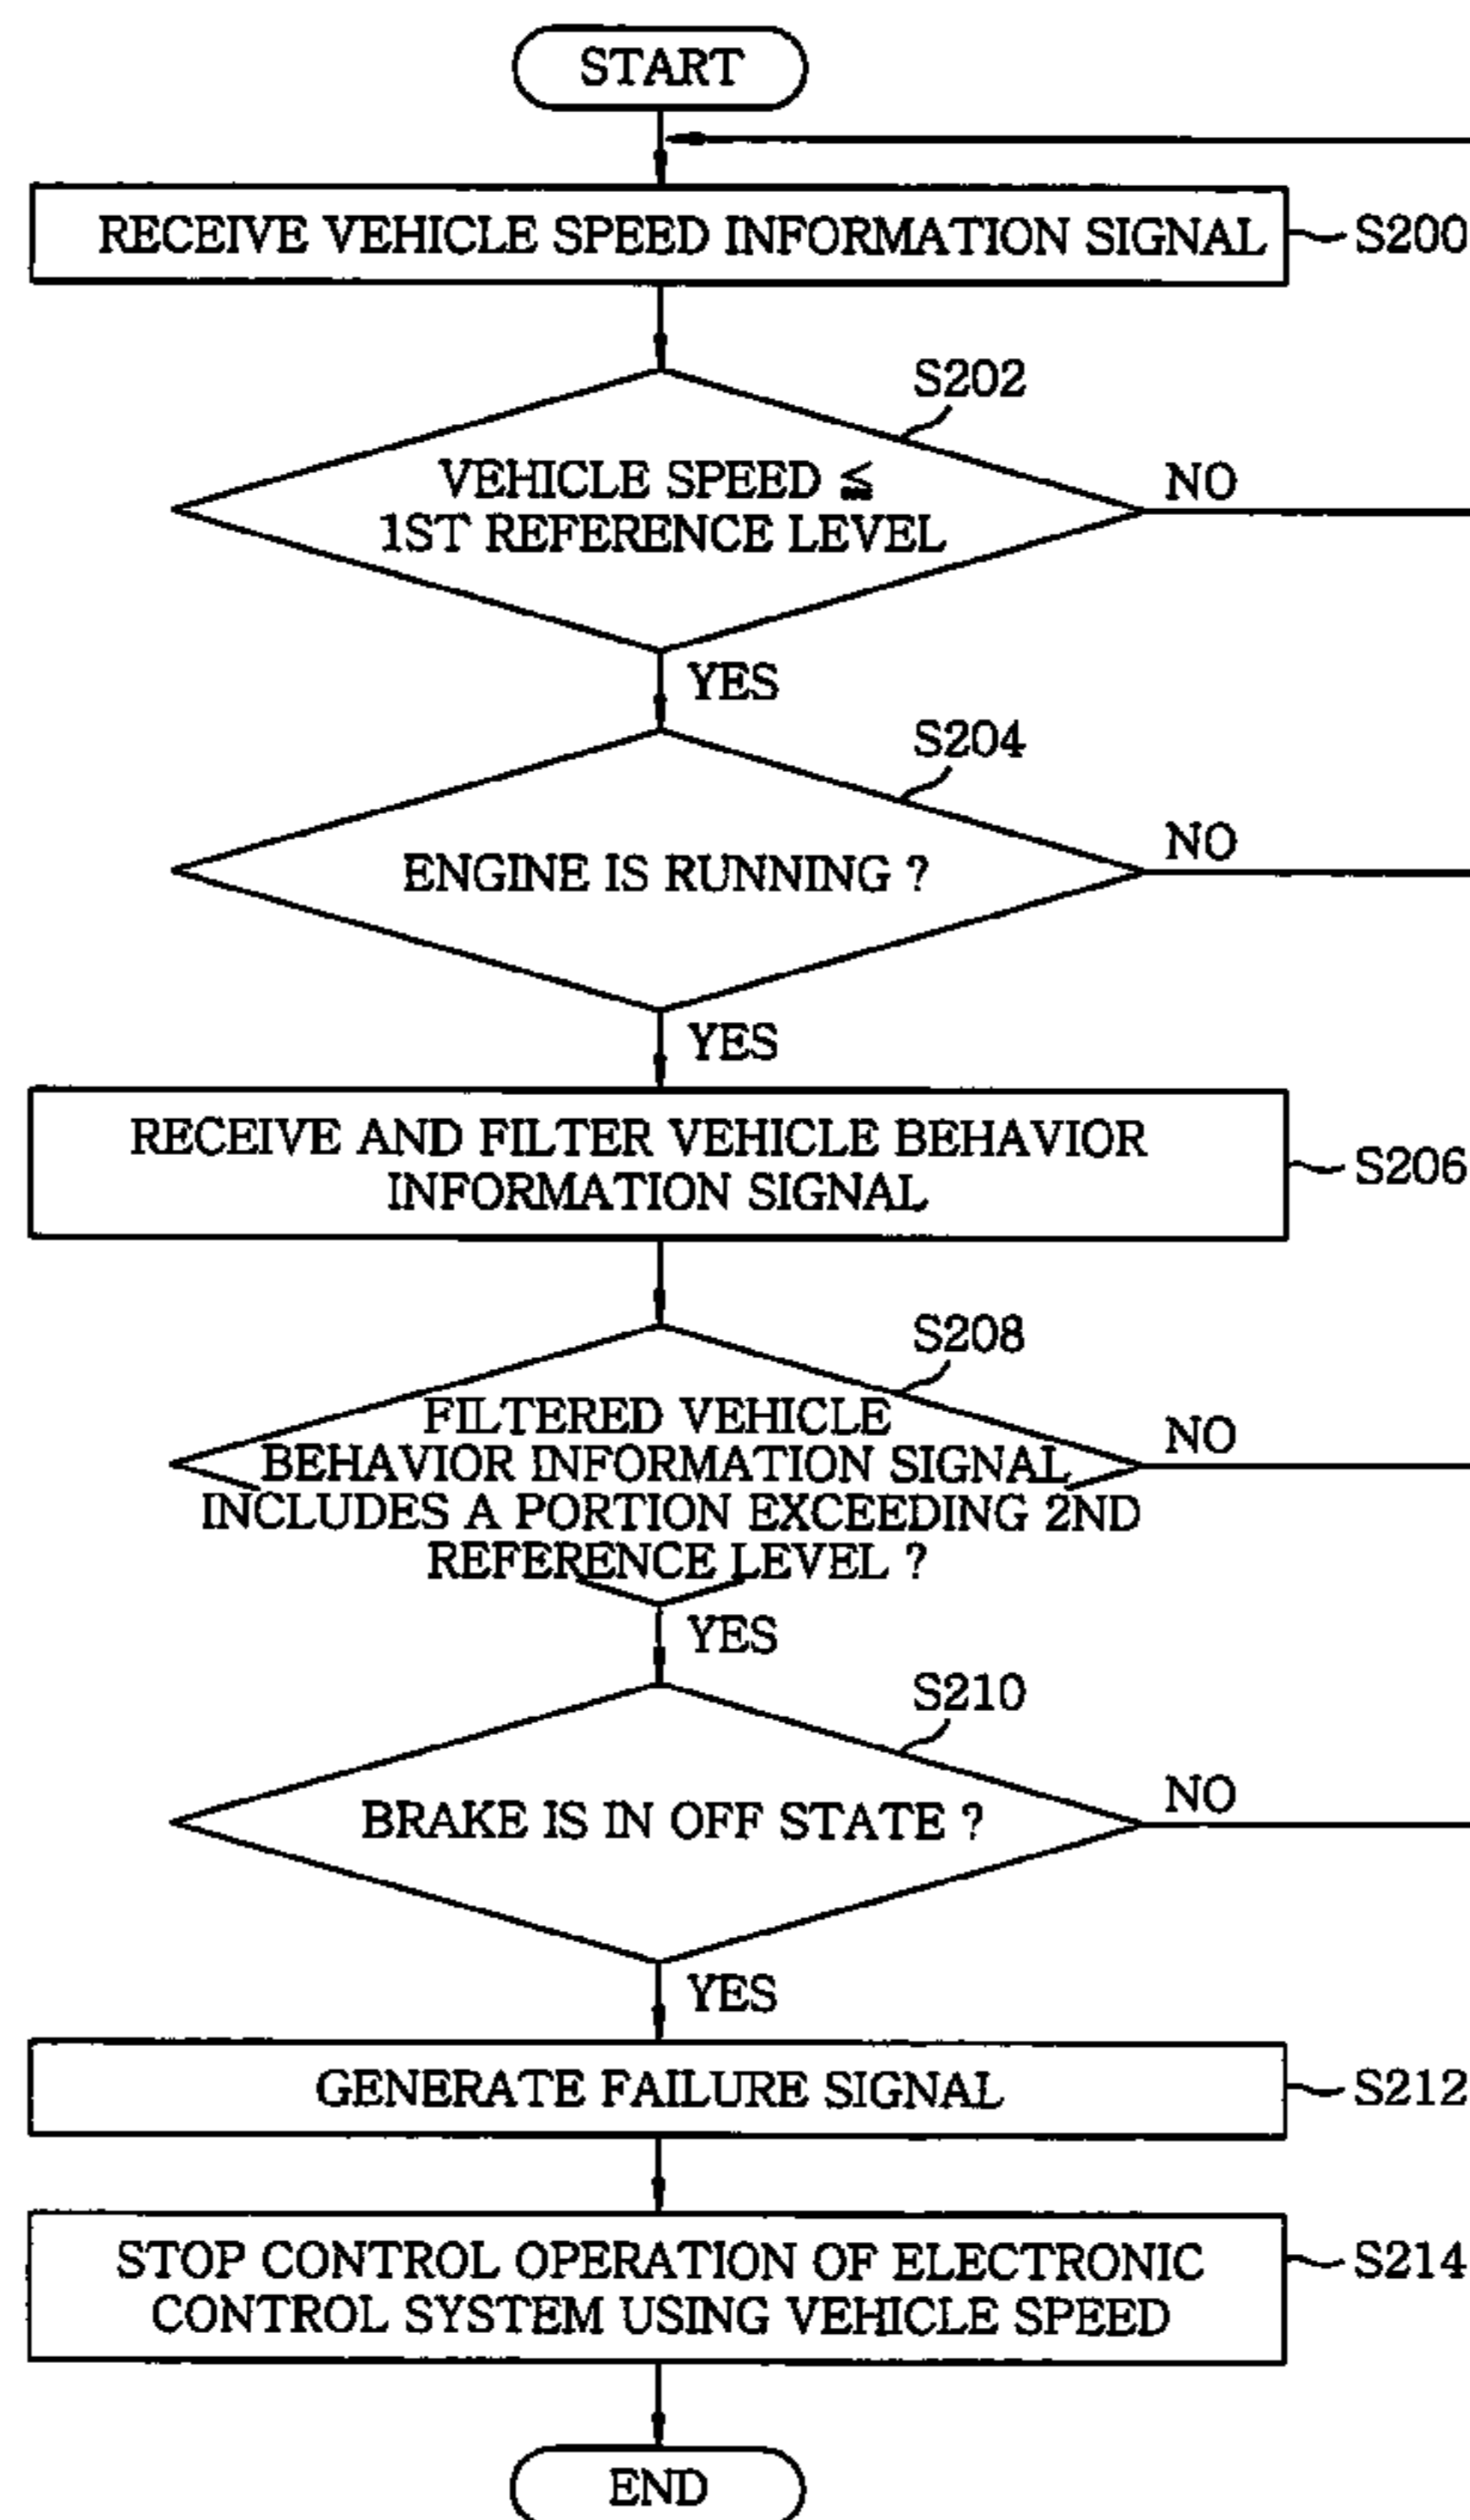 START
RECEIVE VEHICLE SPEED INFORMATION SIGNAL
S200
S202
VEHICLE SPEED ≦
1ST REFERENCE LEVEL
NO
YES
S204
ENGINE IS RUNNING ?
NO
YES
RECEIVE AND FILTER VEHICLE BEHAVIOR
INFORMATION SIGNAL
S206
S208
FILTERED VEHICLE
BEHAVIOR INFORMATION SIGNAL
INCLUDES A PORTION EXCEEDING 2ND
REFERENCE LEVEL ?
NO
YES
S210
BRAKE IS IN OFF STATE ?
NO
YES
GENERATE FAILURE SIGNAL
S212
STOP CONTROL OPERATION OF ELECTRONIC
CONTROL SYSTEM USING VEHICLE SPEED
S214
END